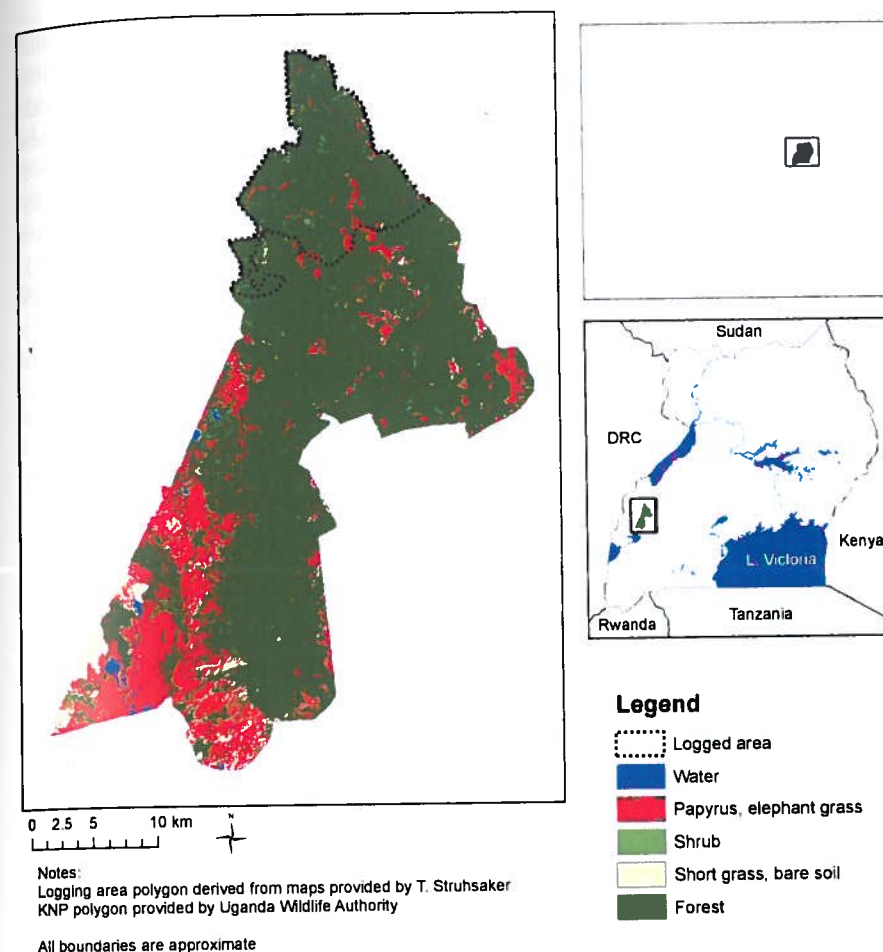 Sudan
DRC
Kenya
L. Victoria
Tanzania
Rwanda
Legend
Logged area
Water
Papyrus, elephant grass
Shrub
Short grass, bare soil
Forest
0 2.5 5 10 km
N
Notes:
Logging area polygon derived from maps provided by T. Struhsaker
KNP polygon provided by Uganda Wildlife Authority
All boundaries are approximate